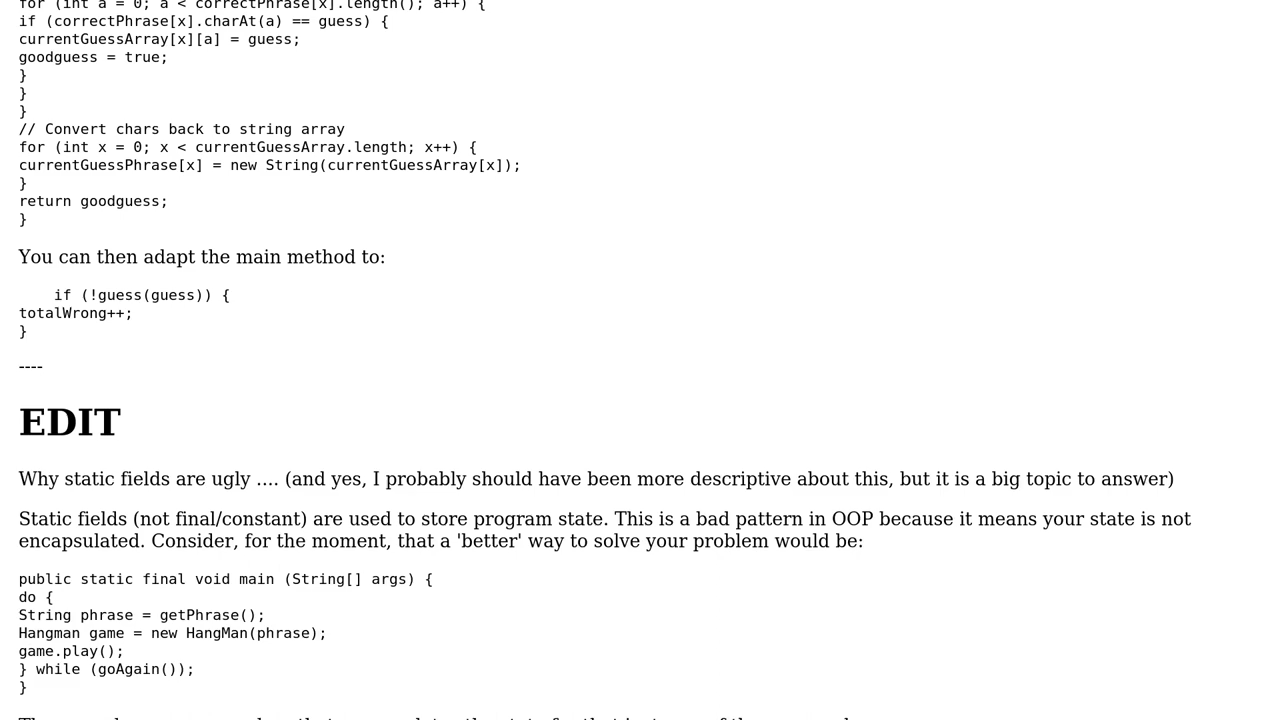 for (int a = 0; a < correctPhrase[x].length(); a++) {
if (correctPhrase[x].charAt(a) == guess) {
currentGuessArray[x][a] = guess;
goodguess = true;
}
}
}
// Convert chars back to string array
for (int x = 0; x < currentGuessArray.length; x++) {
currentGuessPhrase[x] = new String(currentGuessArray[x]);
}
return goodguess;
}
You can then adapt the main method to:
if (!guess(guess)) {
totalWrong++;
}
----
EDIT
Why static fields are ugly .... (and yes, I probably should have been more descriptive about this, but it is a big topic to answer)
Static fields (not final/constant) are used to store program state. This is a bad pattern in OOP because it means your state is not
encapsulated. Consider, for the moment, that a 'better' way to solve your problem would be:
public static final void main (String[] args) {
do {
String phrase = getPhrase();
Hangman game = new HangMan(phrase);
game.play();
} while (goAgain());
}